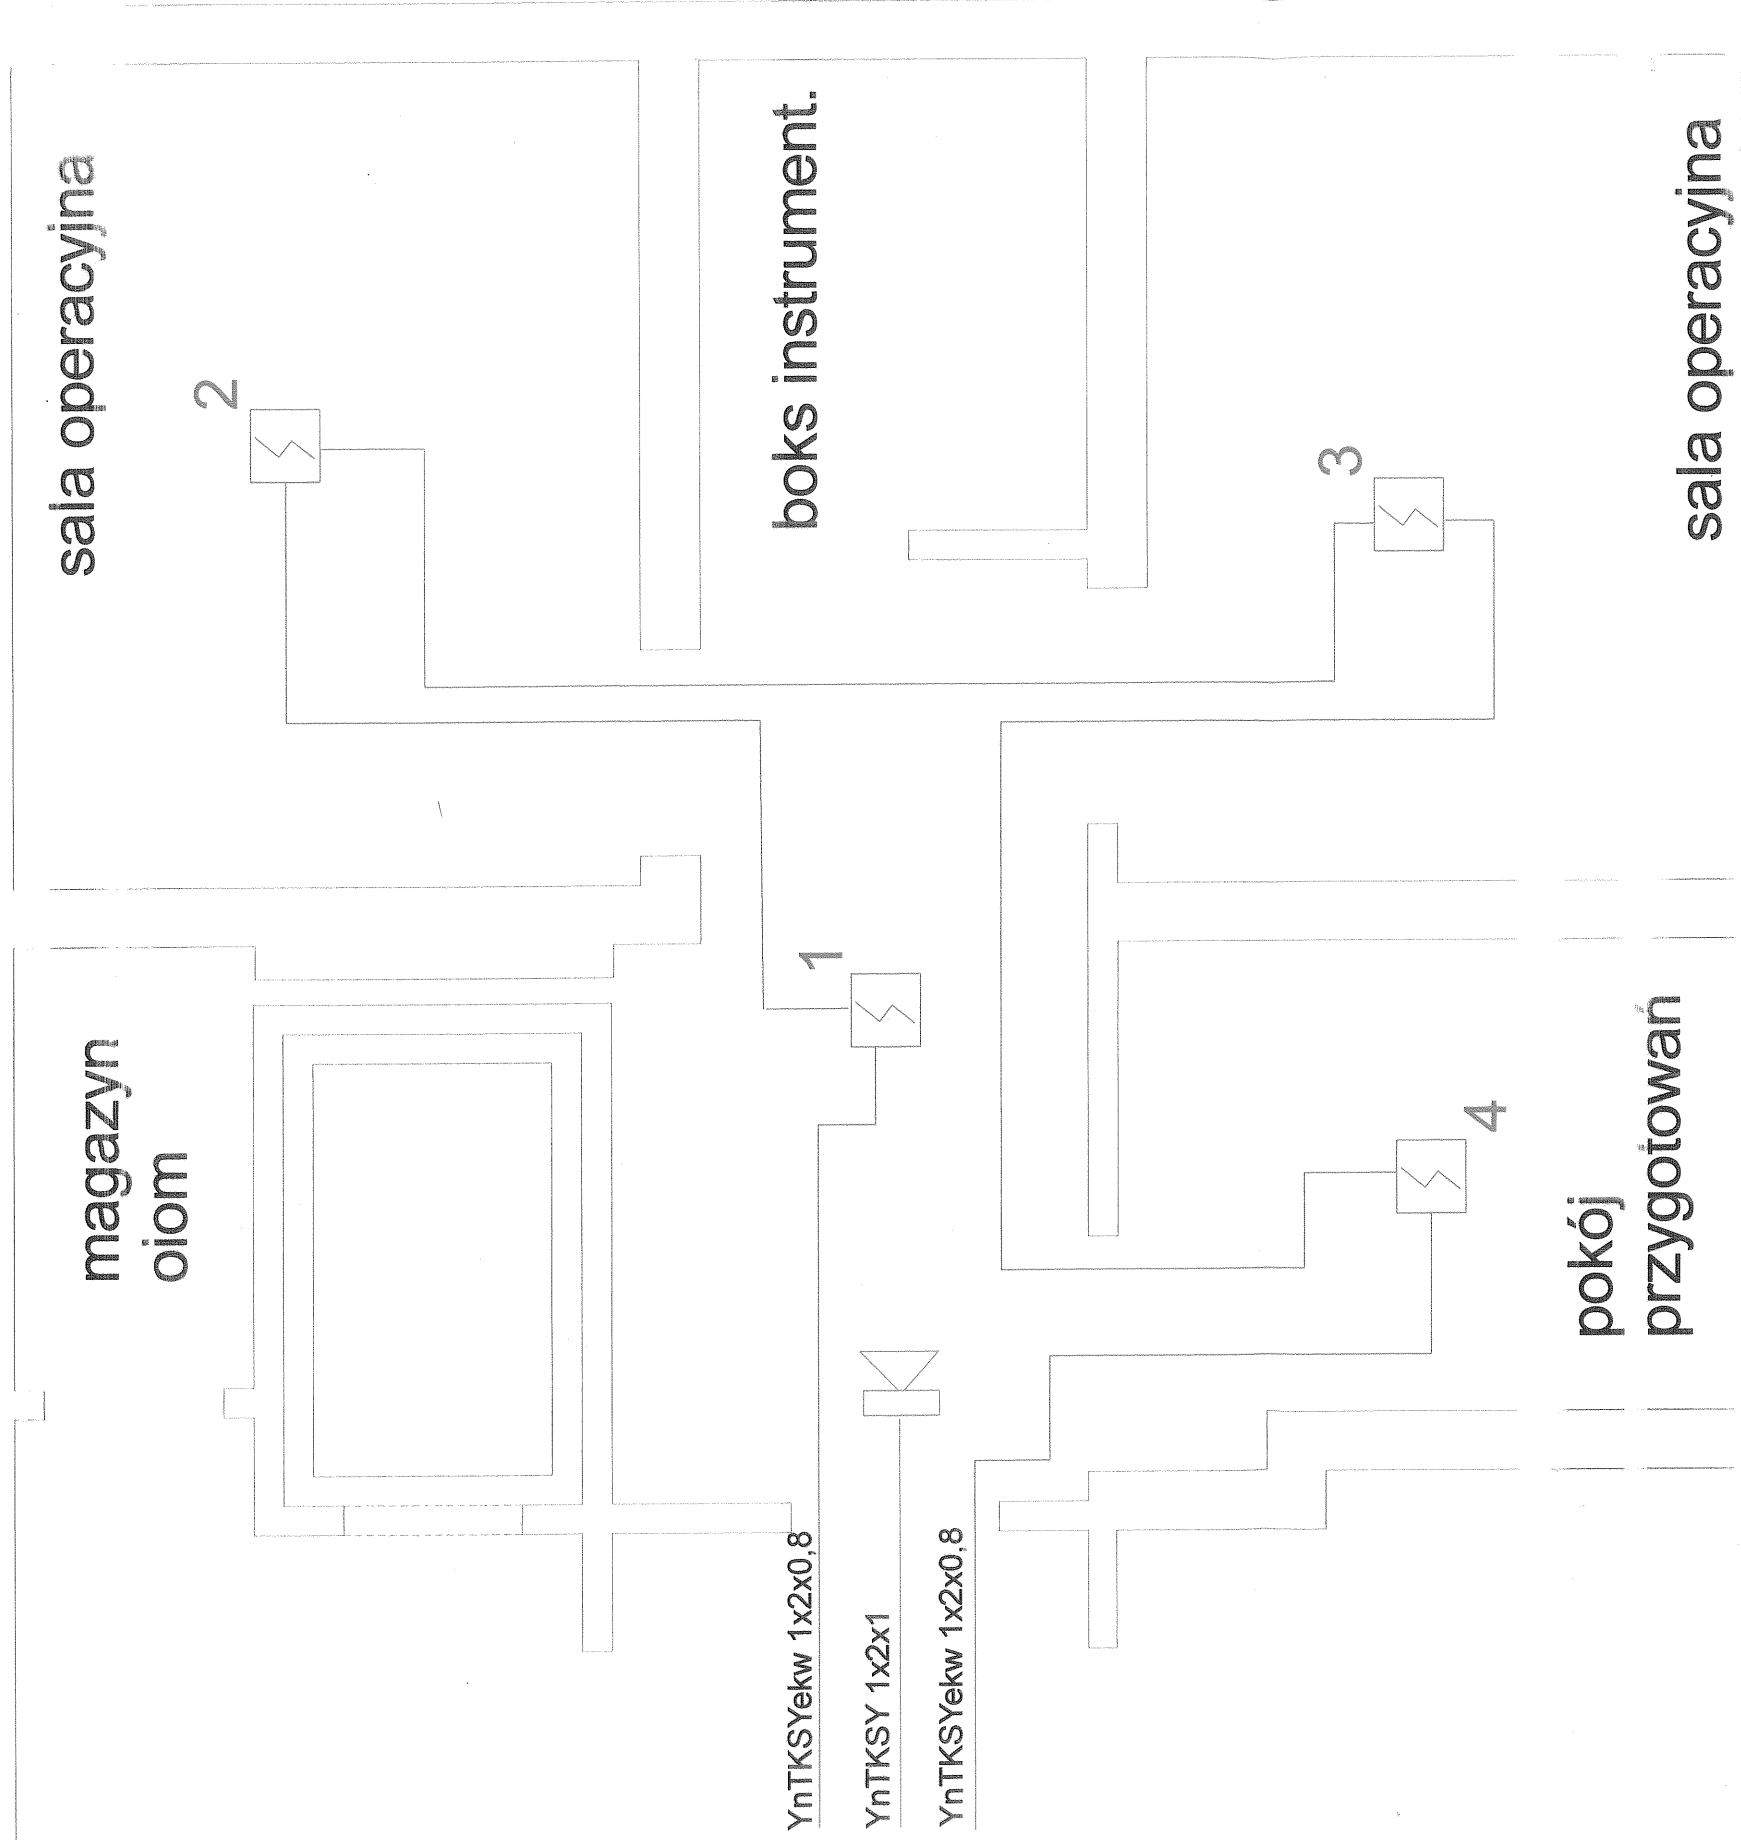 sala operacyjna
2
boks instrument.
3
sala operacyjna
magazyn
oiom
1
4
pokój
przygotowań
YnTKSYekw 1x2x0,8
YnTKSY 1x2x1
YnTKSYekw 1x2x0,8